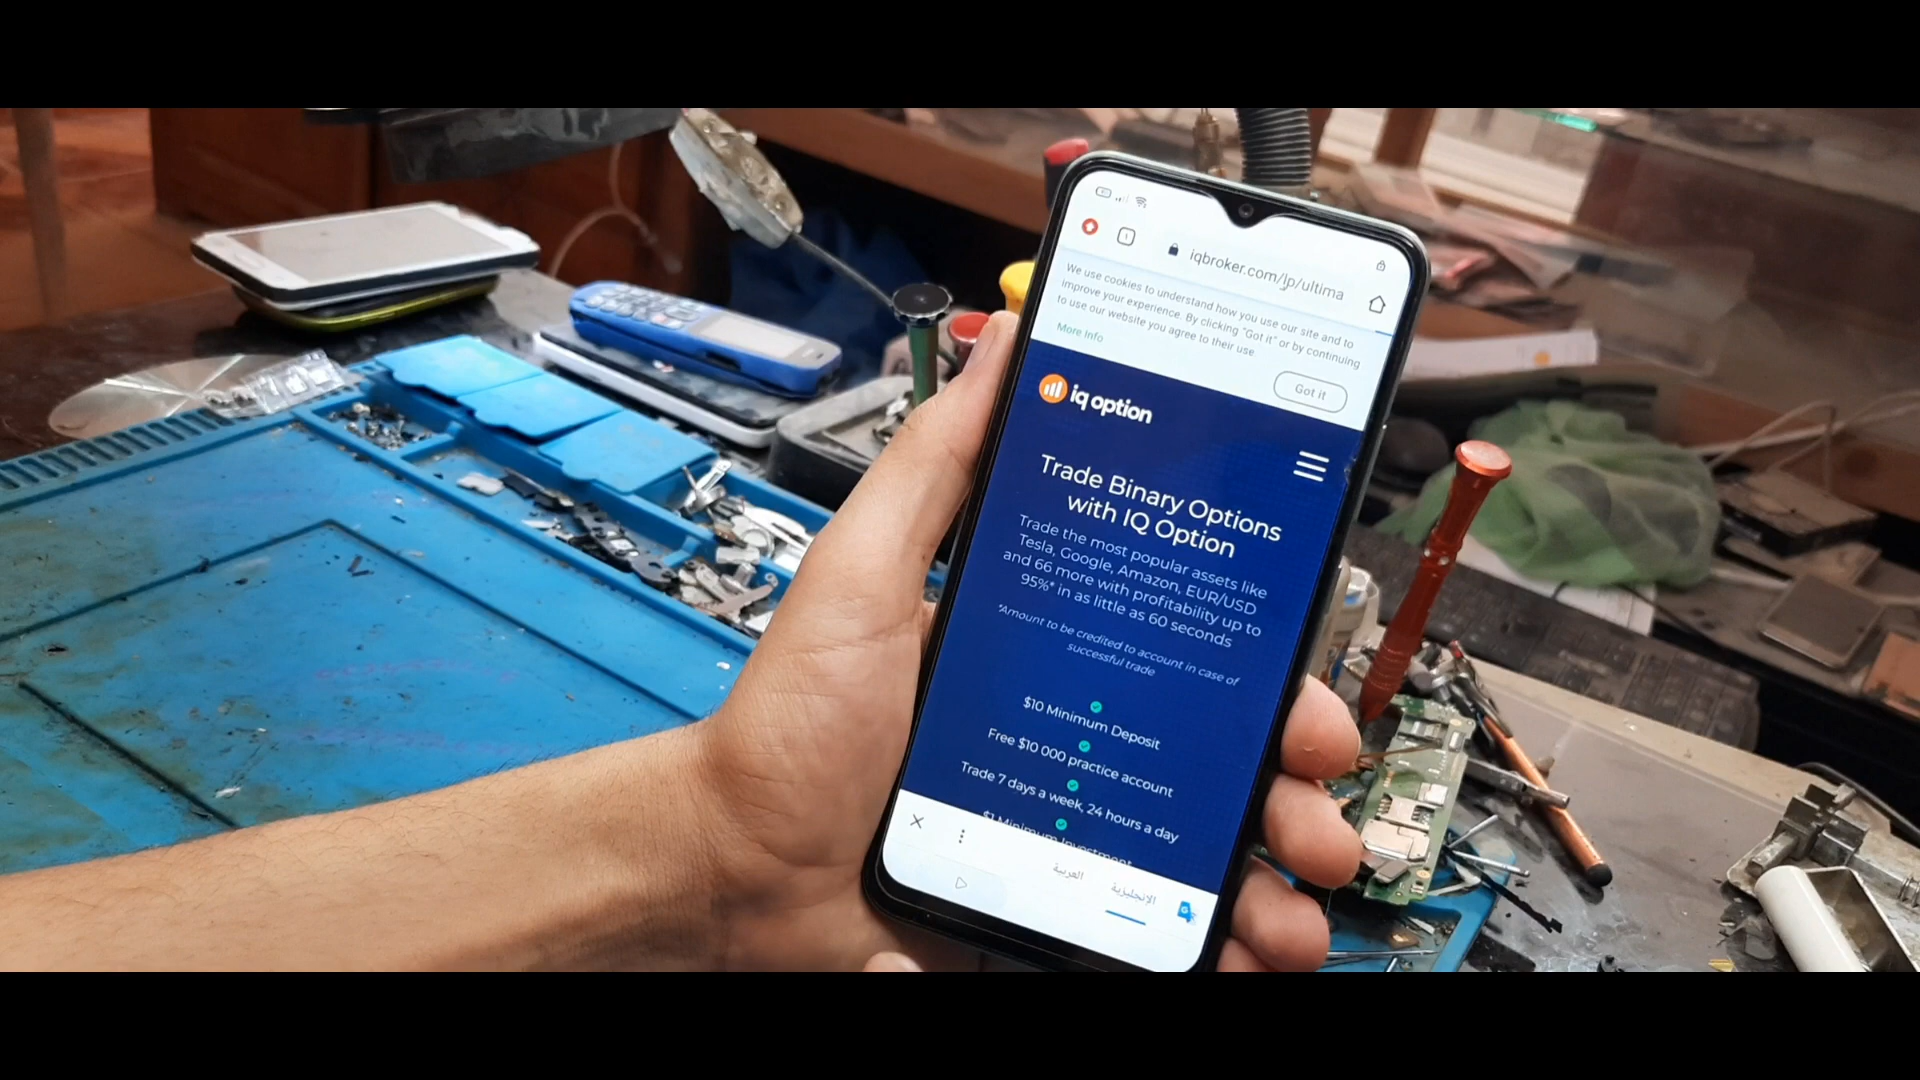 iqbroker.com/lp/ultima
We use cookies to understand how you use our site and to
improve your experience. By clicking "Got it" or by continuing
to use our website you agree to their use.
More Info
Got it
iq option
Trade Binary Options
with IQ Option
Trade the most popular assets like
Tesla, Google, Amazon, EUR/USD
and 66 more with profitability up to
95%* in as little as 60 seconds
*Amount to be credited to account in case of
successful trade
$10 Minimum Deposit
Free $10 000 practice account
Trade 7 days a week, 24 hours a day
$1 Minimum Investment
الإنجليزية
العربية